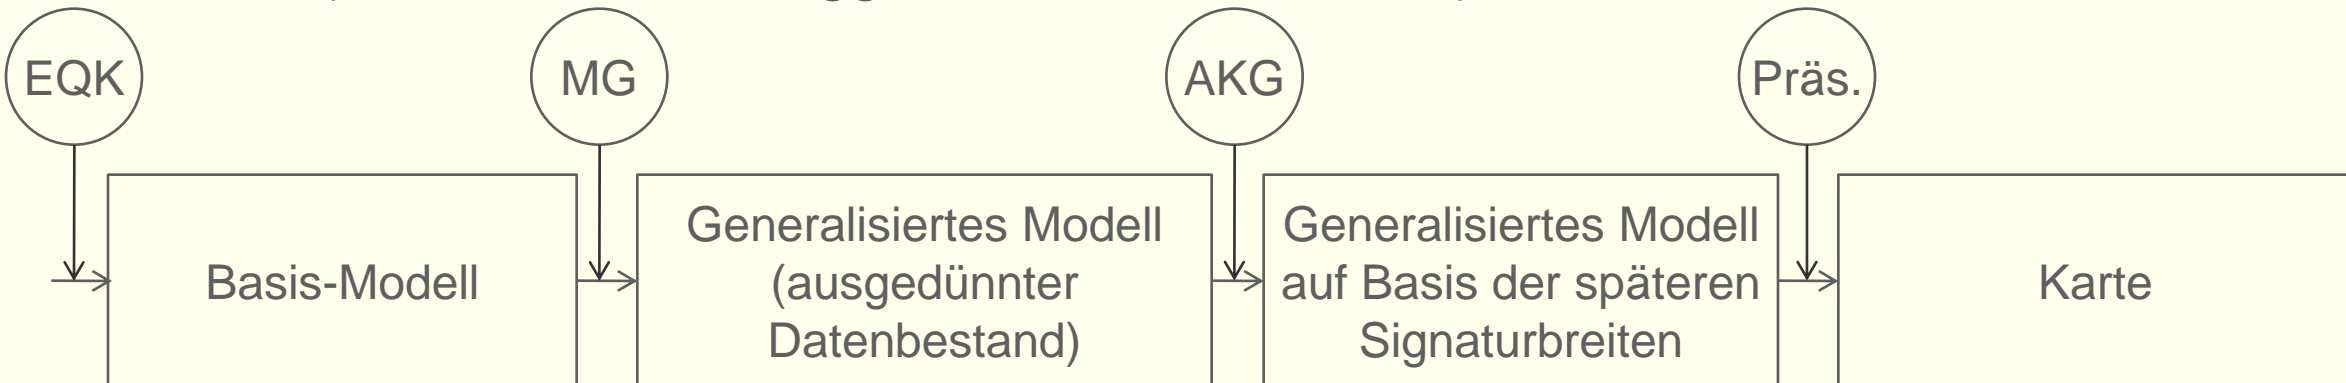 EQK
MG
AKG
Präs.
Basis-Modell
Generalisiertes Modell
(ausgedünnter
Datenbestand)
Generalisiertes Modell
auf Basis der späteren
Signaturbreiten
Karte